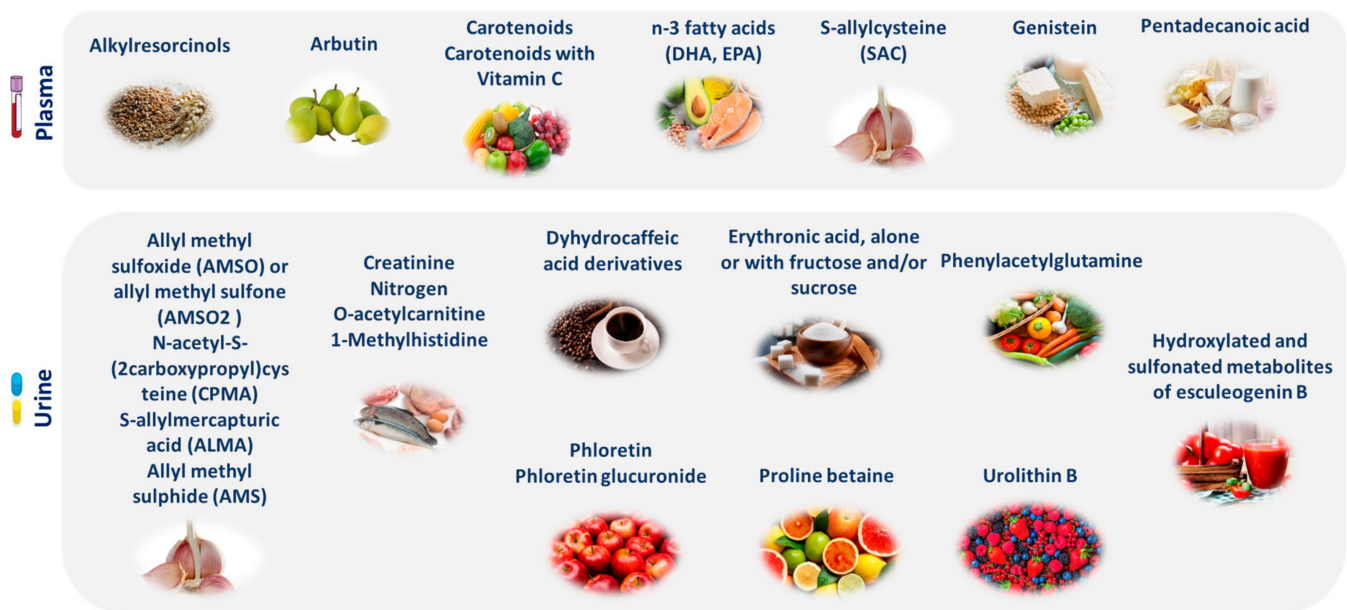 Plasma
Alkylresorcinols
Arbutin
Carotenoids
Carotenoids with
Vitamin C
n-3 fatty acids
(DHA, EPA)
S-allylcysteine
(SAC)
Genistein
Pentadecanoic acid
Urine
Allyl methyl
sulfoxide (AMSO) or
allyl methyl sulfone
(AMSO2 )
N-acetyl-S-
(2carboxypropyl)cys
teine (CPMA)
S-allylmercapturic
acid (ALMA)
Allyl methyl
sulphide (AMS)
Creatinine
Nitrogen
O-acetylcarnitine
1-Methylhistidine
Dyhydrocaffeic
acid derivatives
Erythronic acid, alone
or with fructose and/or
sucrose
Phenylacetylglutamine
Hydroxylated and
sulfonated metabolites
of esculeogenin B
Phloretin
Phloretin glucuronide
Proline betaine
Urolithin B